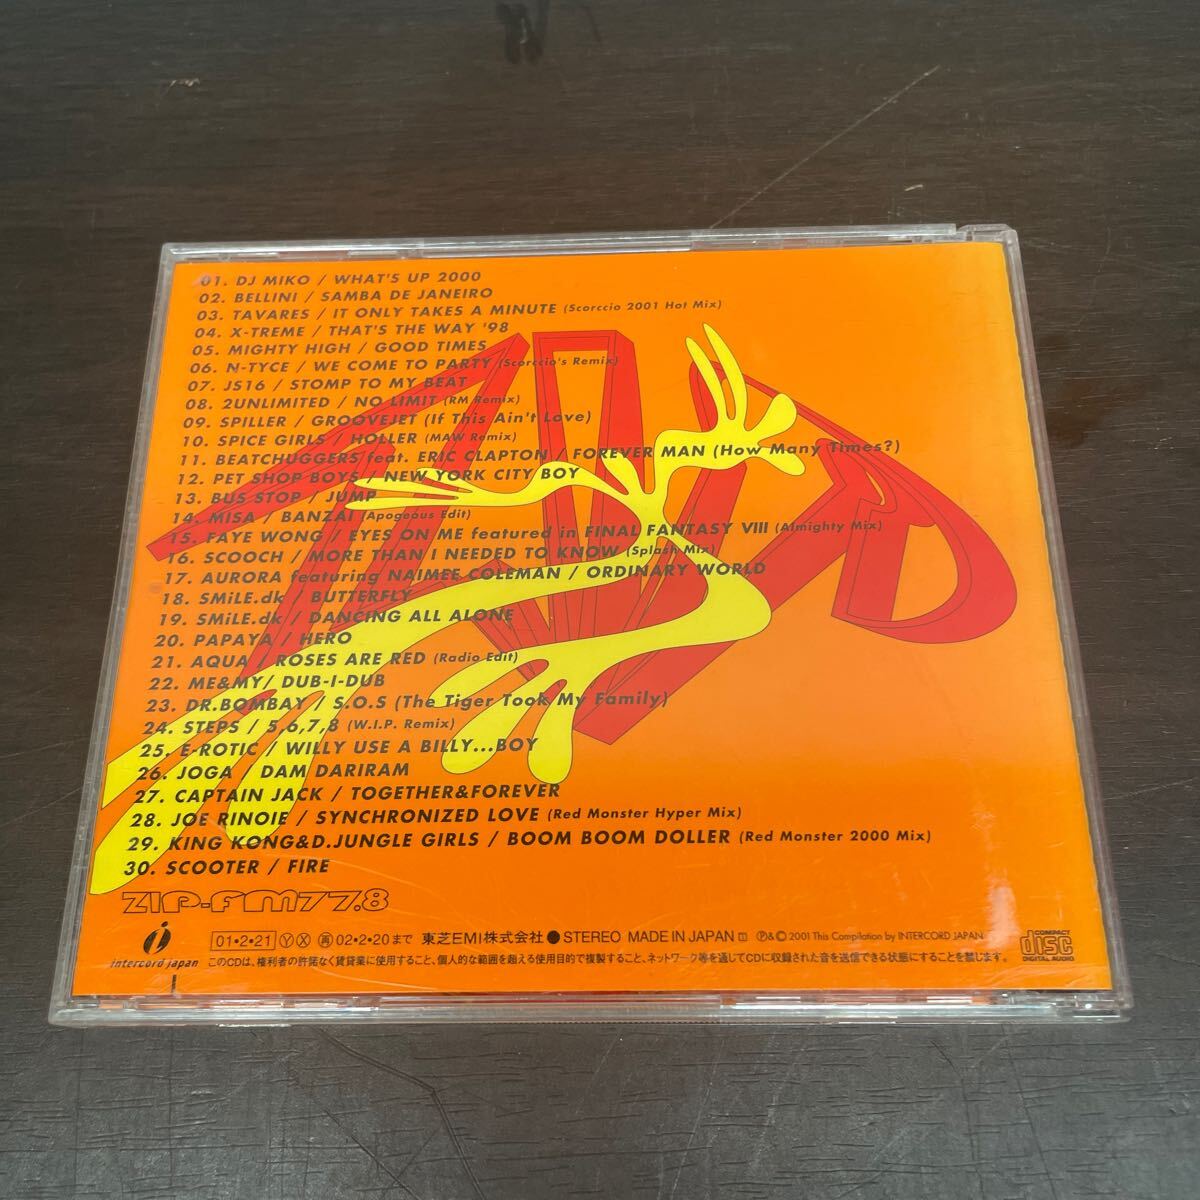 01. DJ MIKO / WHAT'S UP 2000
02. BELLINI / SAMBA DE JANEIRO
03. TAVARES / IT ONLY TAKES A MINUTE (Scorccio 2001 Hot Mix)
04. X-TREME / THAT'S THE WAY '98
05. MIGHTY HIGH / GOOD TIMES
06. N-TYCE / WE COME TO PARTY (Scorccio's Remix)
07. JS16 / STOMP TO MY BEAT
08. 2UNLIMITED / NO LIMIT (RM Remix)
09. SPILLER / GROOVEJET (If This Ain't Love)
10. SPICE GIRLS / HOLLER (MAW Remix)
11. BEATCHUGGERS feat. ERIC CLAPTON / FOREVER MAN (How Many Times?)
12. PET SHOP BOYS / NEW YORK CITY BOY
13. BUS STOP / JUMP
14. MISA / BANZAI (Apogeous Edit)
15. FAYE WONG / EYES ON ME featured in FINAL FANTASY VIII (Almighty Mix)
16. SCOOCH / MORE THAN I NEEDED TO KNOW (Splash Mix)
17. AURORA featuring NAIMEE COLEMAN / ORDINARY WORLD
18. SMiLE.dk / BUTTERFLY
19. SMiLE.dk / DANCING ALL ALONE
20. PAPAYA / HERO
21. AQUA / ROSES ARE RED (Radio Edit)
22. ME&MY/ DUB-I-DUB
23. DR.BOMBAY / S.O.S (The Tiger Took My Family)
24. STEPS / 5,6,7,8 (W.I.P. Remix)
25. E-ROTIC / WILLY USE A BILLY...BOY
26. JOGA / DAM DARIRAM
27. CAPTAIN JACK / TOGETHER&FOREVER
28. JOE RINOIE / SYNCHRONIZED LOVE (Red Monster Hyper Mix)
29. KING KONG&D.JUNGLE GIRLS / BOOM BOOM DOLLER (Red Monster 2000 Mix)
30. SCOOTER / FIRE
ZIP-FM77.8
i intercord japan
01•2•21 Ⓨ Ⓧ 再 02•2•20まで 東芝EMI株式会社 ● STEREO MADE IN JAPAN Ⓟ&© 2001 This Compilation by INTERCORD JAPAN
COMPACT disc DIGITAL AUDIO
このCDは、権利者の許諾なく賃貸業に使用すること、個人的な範囲を超える使用目的で複製すること、ネットワーク等を通じてCDに収録された音を送信できる状態にすることを禁じます。